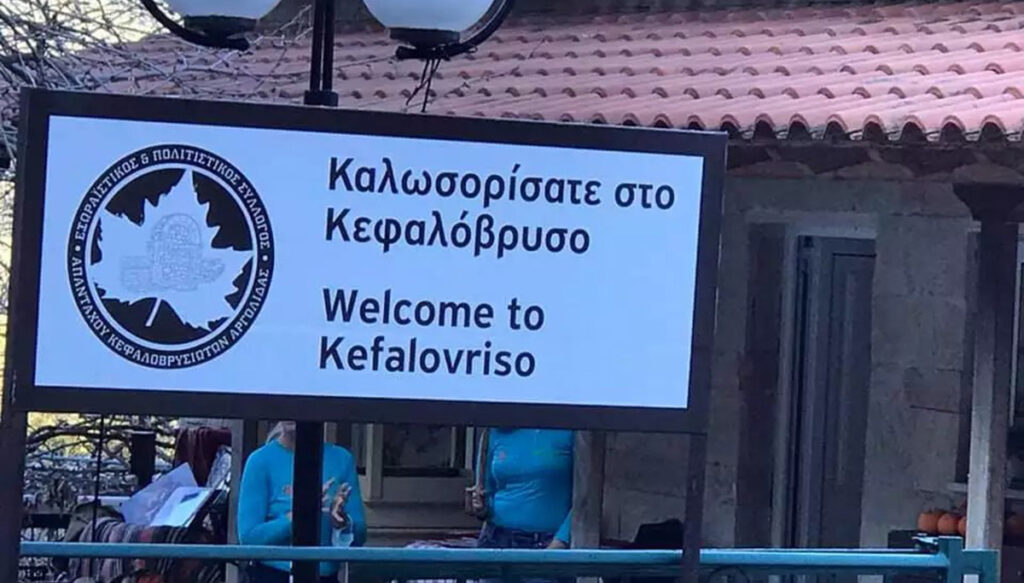 ΕΞΩΡΑΪΣΤΙΚΟΣ & ΠΟΛΙΤΙΣΤΙΚΟΣ ΣΥΛΛΟΓΟΣ
ΑΠΑΝΤΑΧΟΥ ΚΕΦΑΛΟΒΡΥΣΙΩΤΩΝ ΑΡΓΟΛΙΔΑΣ
Καλωσορίσατε στο
Κεφαλόβρυσο
Welcome to
Kefalovriso